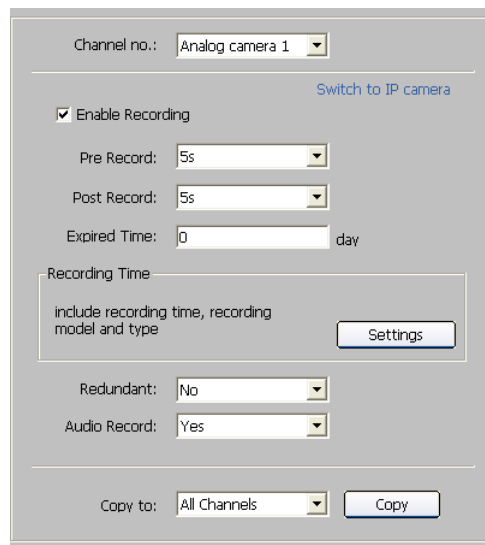 Channel no.: Analog camera 1
Switch to IP camera
Enable Recording
Pre Record: 5s
Post Record: 5s
Expired Time: 0 day
Recording Time
include recording time, recording
model and type
Settings
Redundant: No
Audio Record: Yes
Copy to: All Channels Copy